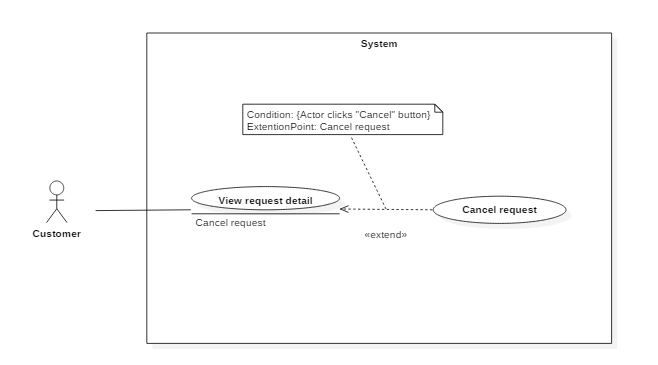 System
Condition: {Actor clicks "Cancel" button}
ExtentionPoint: Cancel request
View request detail
Cancel request
Cancel request
«extend»
Customer